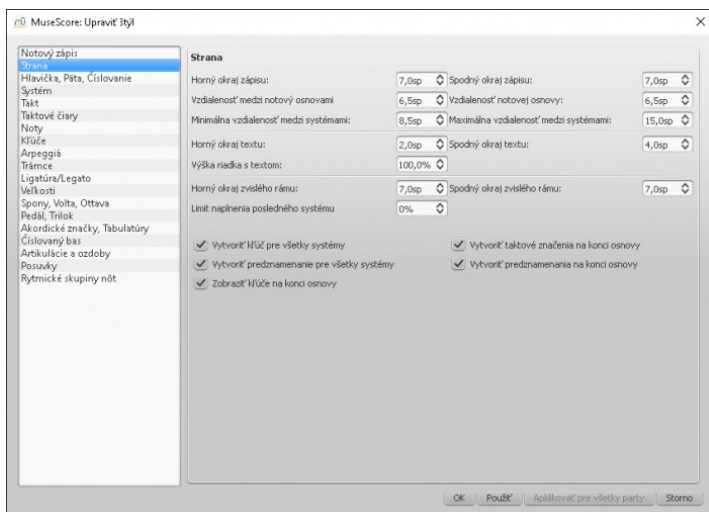 MuseScore: Upraviť štýl
Notový zápis
Strana
Hlavička, Päta, Číslovanie
Systém
Takt
Taktové čiary
Noty
Kľúče
Arpeggiá
Trámce
Ligatúra/Legato
Veľkosti
Spony, Volta, Ottava
Pedál, Trilok
Akordické značky, Tabulatúry
Číslovaný bas
Artikulácie a ozdoby
Posuvky
Rytmické skupiny nôt
Strana
Horný okraj zápisu: 7,0sp Spodný okraj zápisu: 7,0sp
Vzdialenosť medzi notový osnovami 6,5sp Vzdialenosť notovej osnovy: 6,5sp
Minimálna vzdialenosť medzi systémami: 8,5sp Maximálna vzdialenosť medzi systémami: 15,0sp
Horný okraj textu: 2,0sp Spodný okraj textu: 4,0sp
Výška riadka s textom: 100,0%
Horný okraj zvislého rámu: 7,0sp Spodný okraj zvislého rámu: 7,0sp
Limit naplnenia posledného systému 0%
Vytvoriť kľúč pre všetky systémy Vytvoriť taktové značenia na konci osnovy
Vytvoriť predznamenanie pre všetky systémy Vytvoriť predznamenania na konci osnovy
Zobraziť kľúče na konci osnovy
OK Použiť Aplikovať pre všetky party Storno